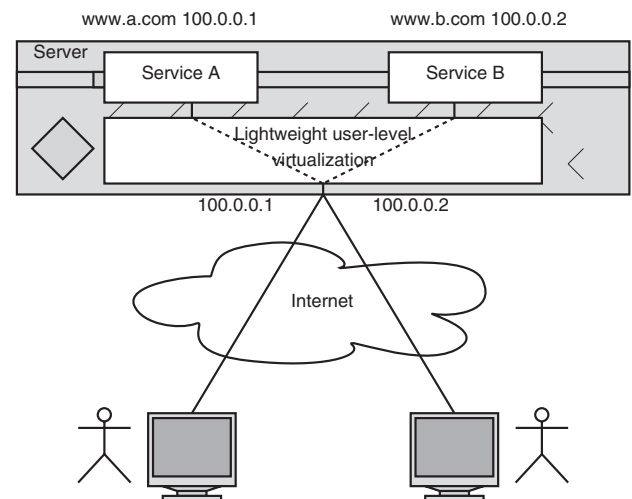 www.a.com 100.0.0.1
www.b.com 100.0.0.2
Server
Service A
Service B
Lightweight user-level
virtualization
100.0.0.1
100.0.0.2
Internet